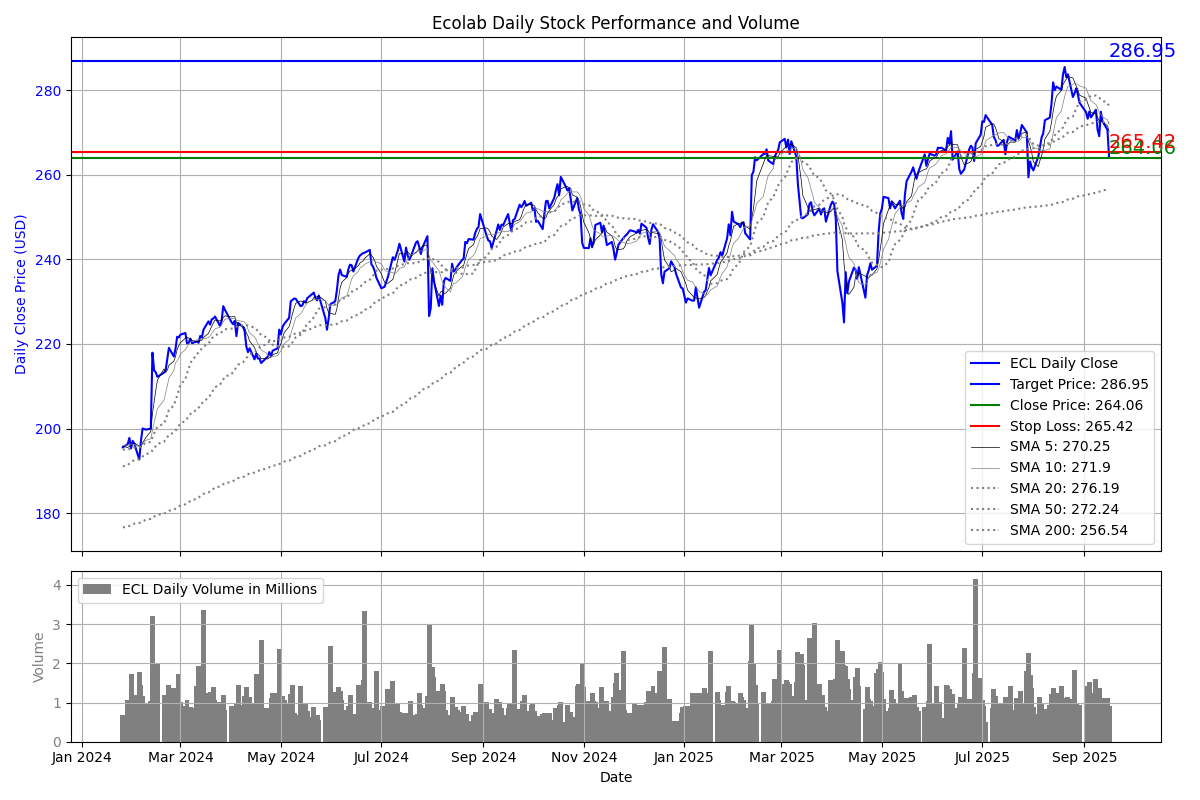 Ecolab Daily Stock Performance and Volume
286.95
280
265.42
264.06
260
240
220
200
180
Daily Close Price (USD)
ECL Daily Close
Target Price: 286.95
Close Price: 264.06
Stop Loss: 265.42
SMA 5: 270.25
SMA 10: 271.9
SMA 20: 276.19
SMA 50: 272.24
SMA 200: 256.54
ECL Daily Volume in Millions
4
3
2
1
0
Volume
Jan 2024 Mar 2024 May 2024 Jul 2024 Sep 2024 Nov 2024 Jan 2025 Mar 2025 May 2025 Jul 2025 Sep 2025
Date